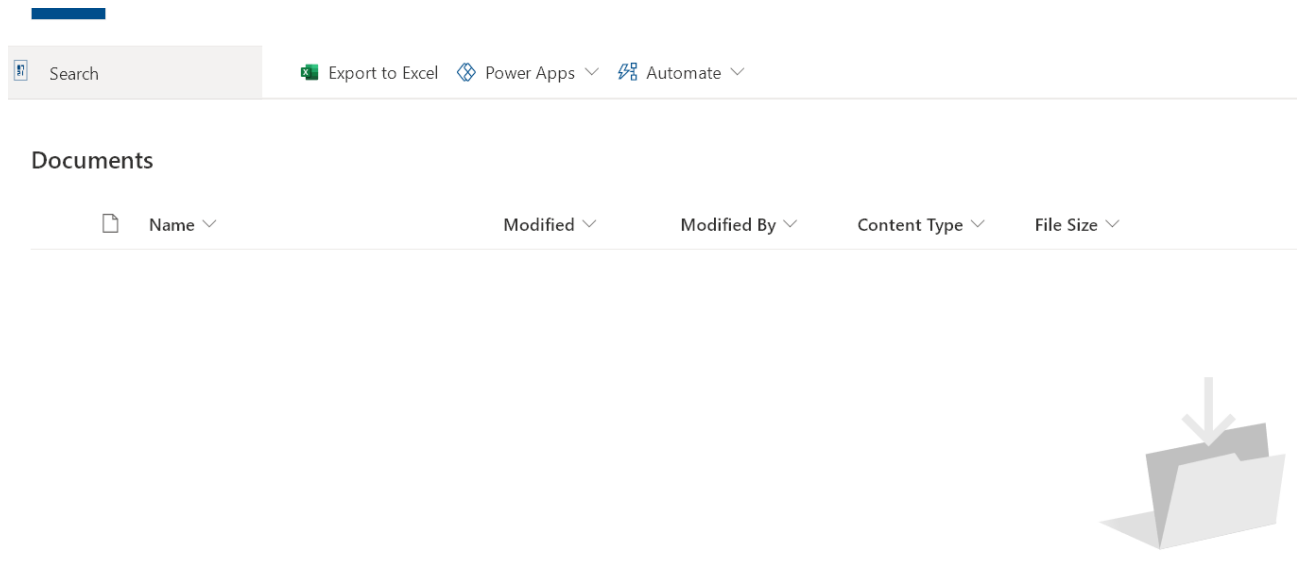 Search Export to Excel Power Apps Automate
Documents
Name Modified Modified By Content Type File Size